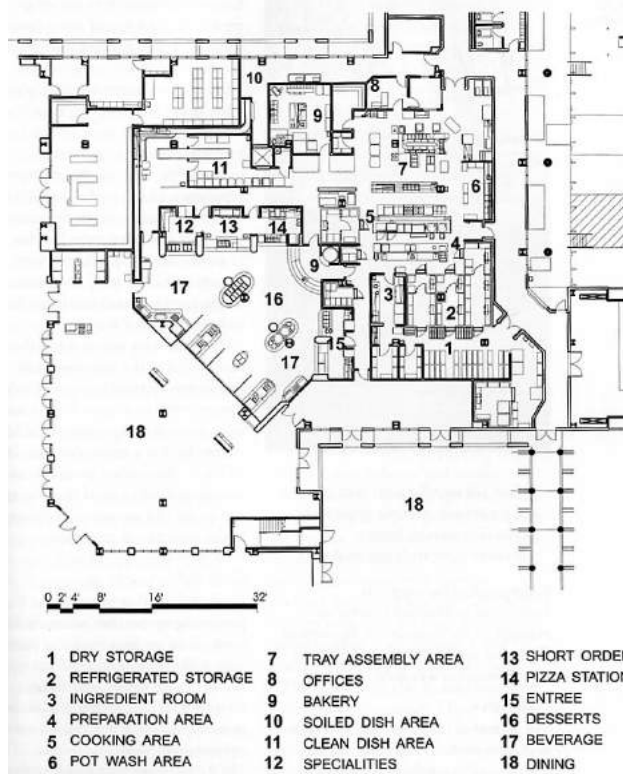 10
8
9
7
11
6
5
12
13
14
4
9
17
16
3
2
15
1
17
18
18
0 2' 4' 8' 16' 32'
1 DRY STORAGE
2 REFRIGERATED STORAGE
3 INGREDIENT ROOM
4 PREPARATION AREA
5 COOKING AREA
6 POT WASH AREA
7 TRAY ASSEMBLY AREA
8 OFFICES
9 BAKERY
10 SOILED DISH AREA
11 CLEAN DISH AREA
12 SPECIALITIES
13 SHORT ORDER
14 PIZZA STATION
15 ENTREE
16 DESSERTS
17 BEVERAGE
18 DINING